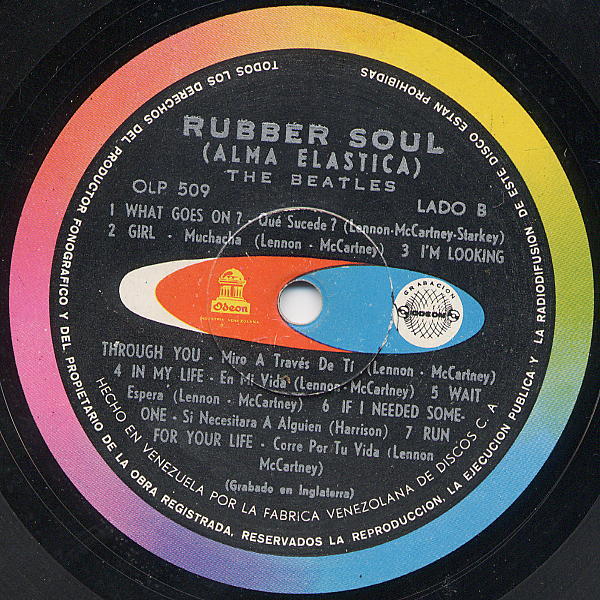 TODOS LOS DERECHOS DEL PRODUCTOR FONOGRAFICO Y DEL PROPIETARIO DE LA OBRA REGISTRADA, RESERVADOS LA REPRODUCCION, LA EJECUCION PUBLICA Y LA RADIODIFUSION DE ESTE DISCO ESTAN PROHIBIDAS
RUBBER SOUL
(ALMA ELASTICA)
THE BEATLES
OLP 509
LADO B
1 WHAT GOES ON ? - Qué Sucede ? (Lennon-McCartney-Starkey)
2 GIRL - Muchacha (Lennon - McCartney) 3 I'M LOOKING
Odeon
INDUSTRIA VENEZOLANA
GRABACION
ODEON
THROUGH YOU - Miro A Través De Ti (Lennon - McCartney)
4 IN MY LIFE - En Mi Vida (Lennon - McCartney) 5 WAIT
Espera (Lennon - McCartney) 6 IF I NEEDED SOME-
ONE - Si Necesitara A Alguien (Harrison) 7 RUN
FOR YOUR LIFE - Corre Por Tu Vida (Lennon
McCartney)
(Grabado en Inglaterra)
HECHO EN VENEZUELA POR LA FABRICA VENEZOLANA DE DISCOS C. A